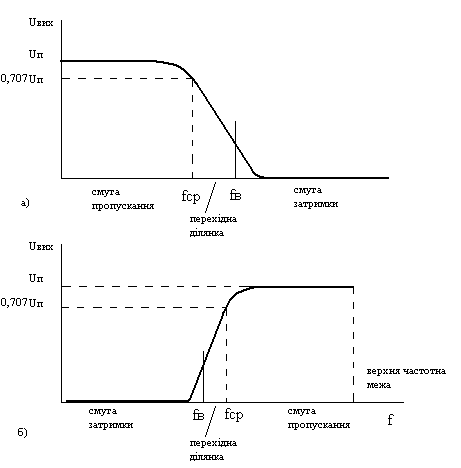 Uвих
Uп
0,707Uп
смута
пропускання
fср
fв
смуга
затримки
а)
перехідна
ділянка
Uвих
Uп
0,707Uп
верхня частотна
межа
смуга
затримки
fв
fср
смуга
пропускання
f
б)
перехідна
ділянка